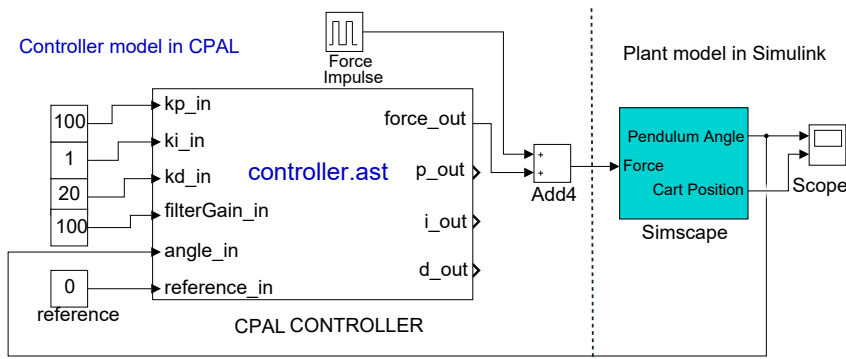 Controller model in CPAL
Force
Impulse
Plant model in Simulink
100
kp_in
1
ki_in
20
kd_in
100
filterGain_in
angle_in
0
reference_in
reference
controller.ast
force_out
p_out
i_out
d_out
CPAL CONTROLLER
+
+
Add4
Force
Pendulum Angle
Cart Position
Simscape
Scope